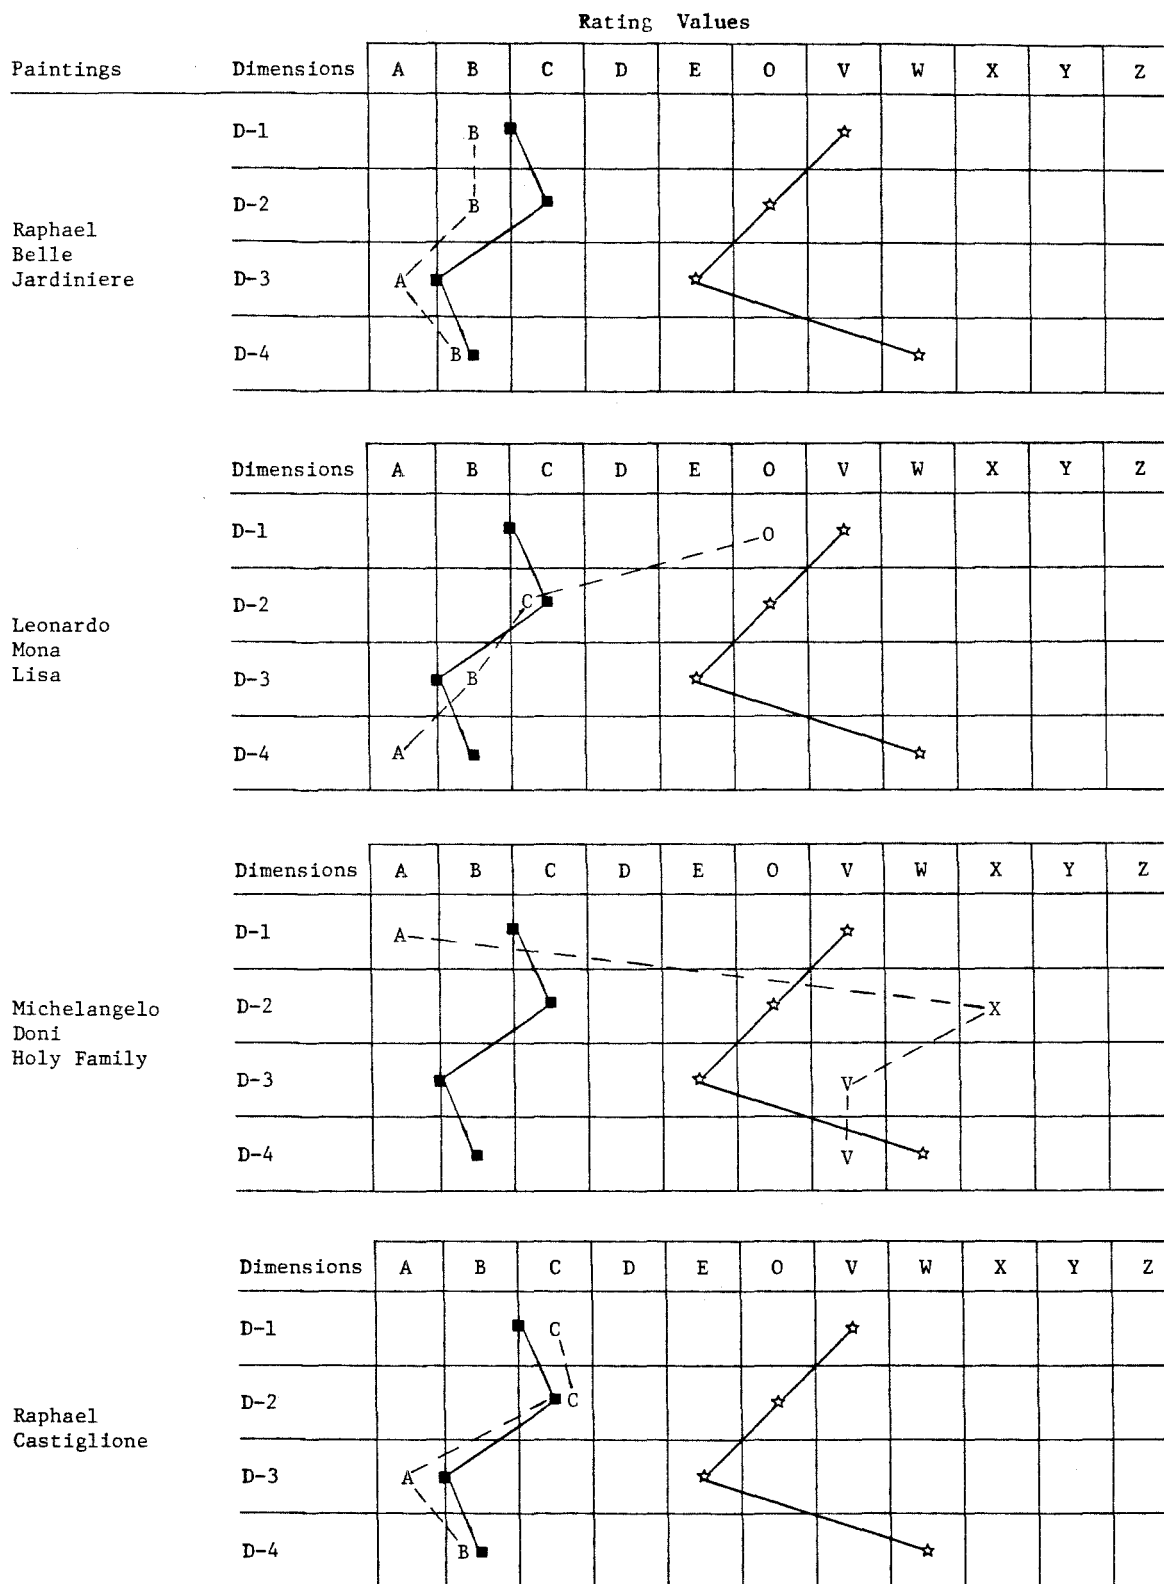 Rating Values
Paintings Dimensions A B C D E O V W X Y Z
D-1 B
D-2 B
Raphael
Belle
Jardiniere
D-3 A
D-4 B
Dimensions A B C D E O V W X Y Z
D-1 O
D-2 C
Leonardo
Mona
Lisa
D-3 B
D-4 A
Dimensions A B C D E O V W X Y Z
D-1 A
D-2 X
Michelangelo
Doni
Holy Family
D-3 V
D-4 V
Dimensions A B C D E O V W X Y Z
D-1 C
D-2 C
Raphael
Castiglione
D-3 A
D-4 B